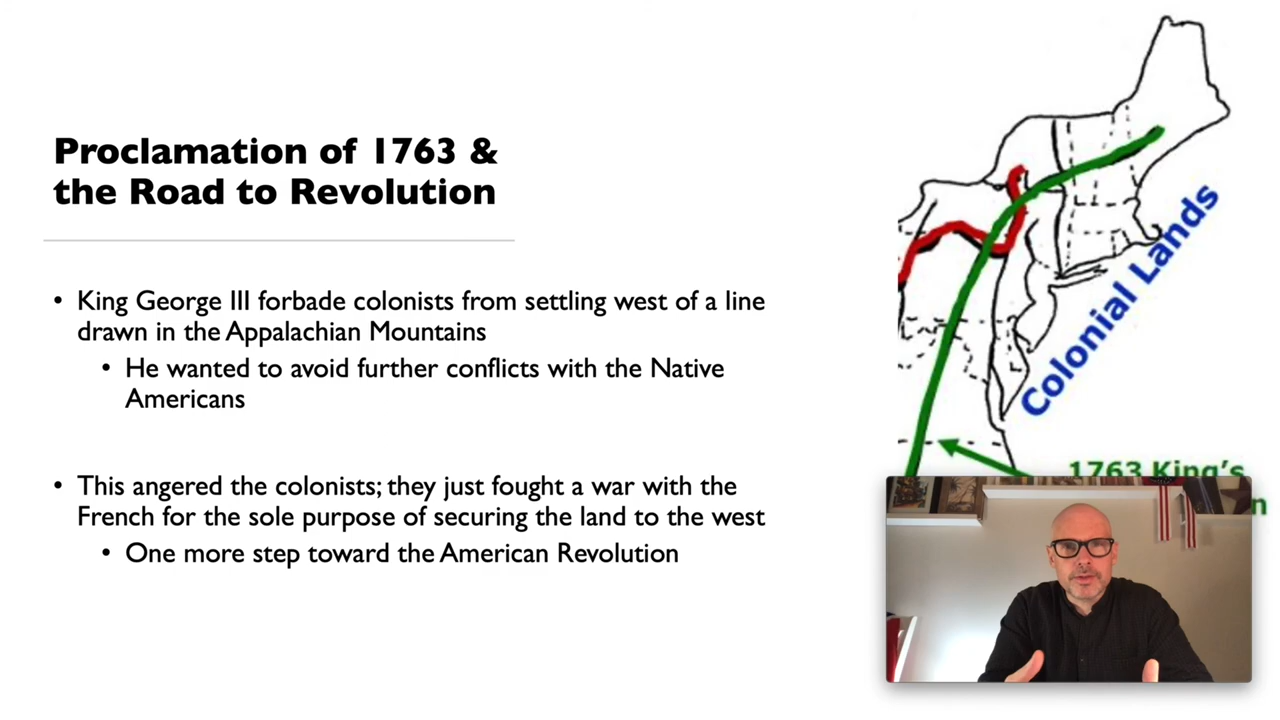 Proclamation of 1763 &
the Road to Revolution
• King George III forbade colonists from settling west of a line
drawn in the Appalachian Mountains
• He wanted to avoid further conflicts with the Native
Americans
• This angered the colonists; they just fought a war with the
French for the sole purpose of securing the land to the west
• One more step toward the American Revolution
Colonial Lands
1763 King's
n